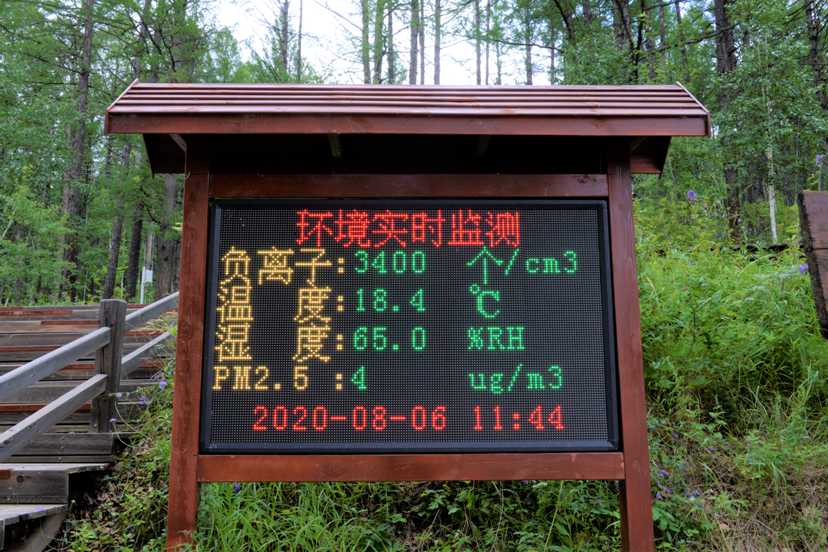 环境实时监测
负离子:3400 个/cm3
温 度:18.4 ℃
湿 度:65.0 %RH
PM2.5 :4 ug/m3
2020-08-06 11:44